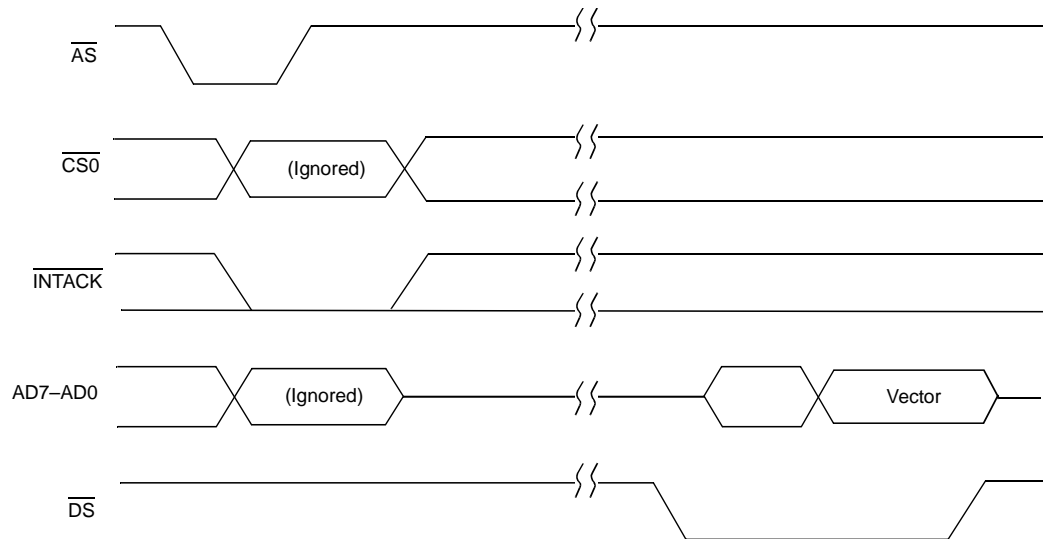 AS
CS0
(Ignored)
INTACK
AD7–AD0
(Ignored)
Vector
DS